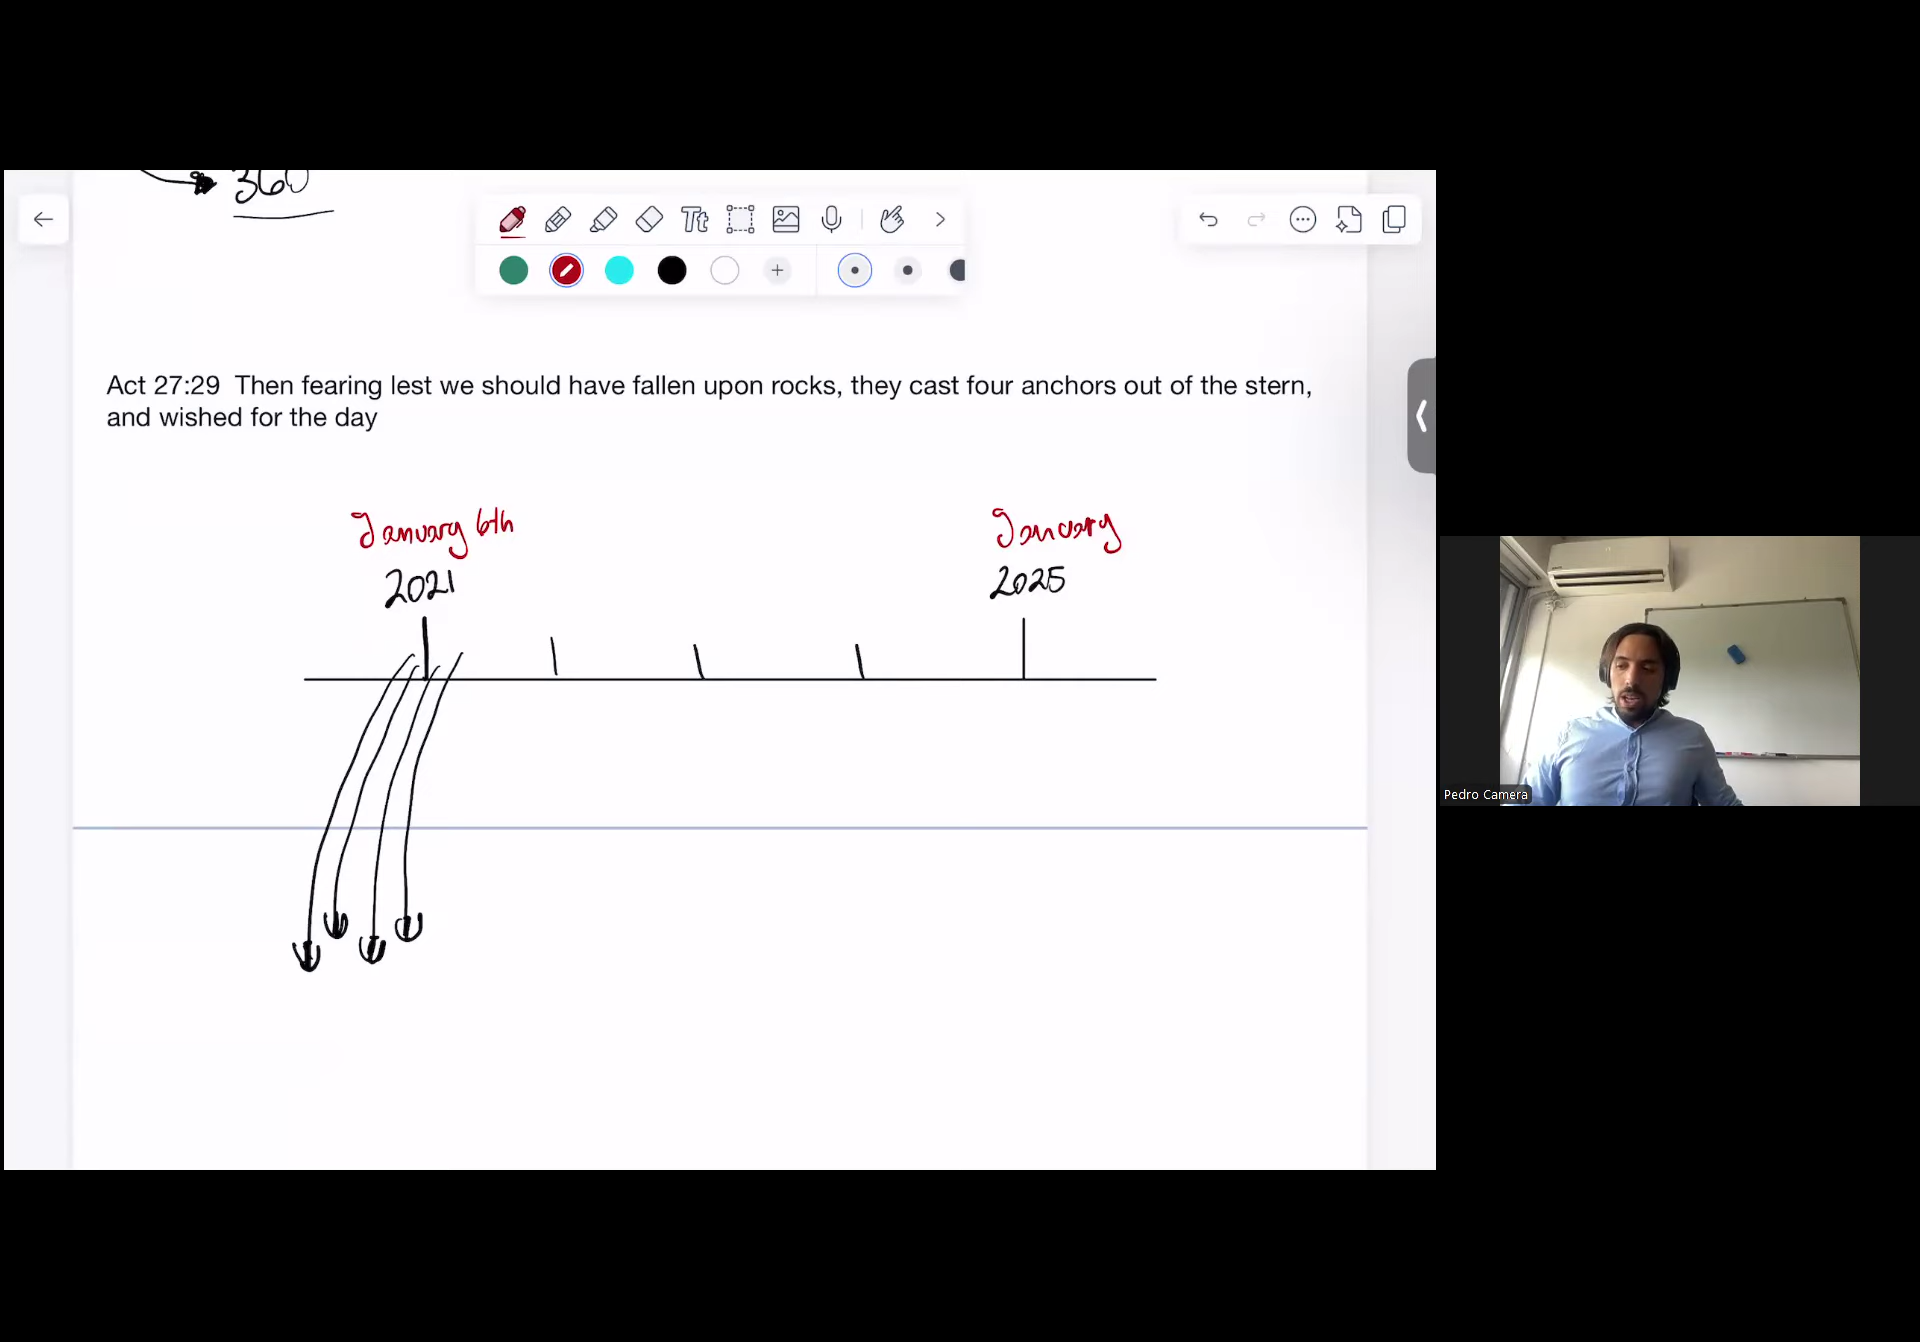 360
Tt
Act 27:29  Then fearing lest we should have fallen upon rocks, they cast four anchors out of the stern,
and wished for the day
January 6th
January
2021
2025
Pedro Camera